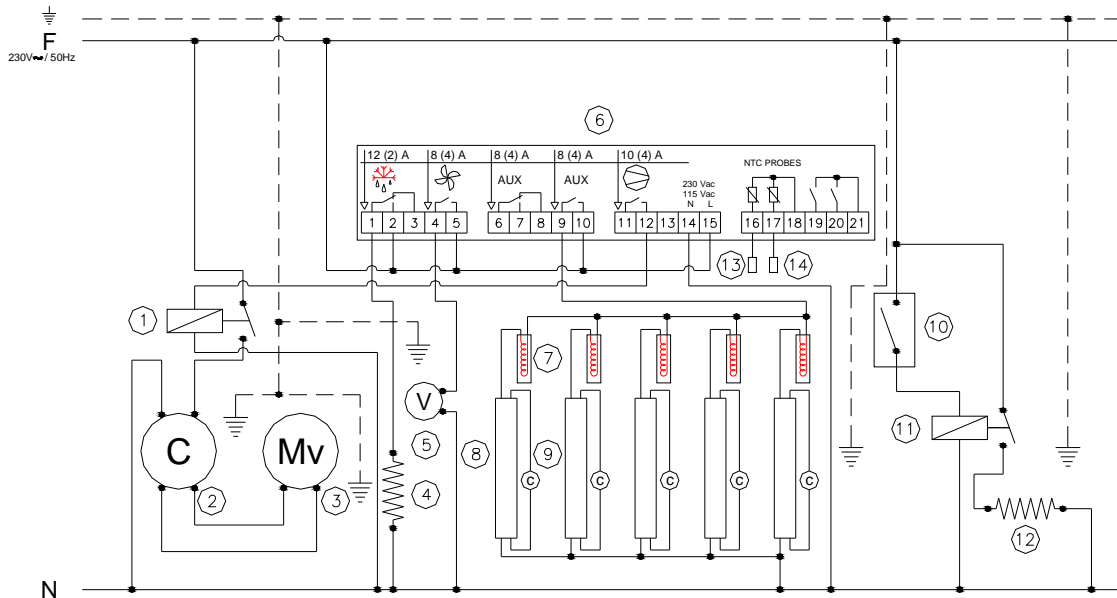 F
230V~/ 50Hz
6
12 (2) A 8 (4) A 8 (4) A 8 (4) A 10 (4) A
NTC PROBES
AUX AUX
230 Vac
115 Vac
N L
1 2 3 4 5 6 7 8 9 10 11 12 13 14 15 16 17 18 19 20 21
13 14
1
10
7
V
11
5
C Mv
8 9
C C C C C
2 3 4
12
N